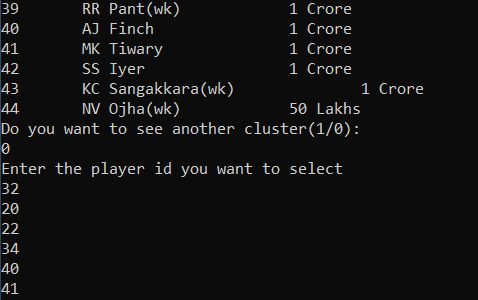 39 RR Pant(wk) 1 Crore
40 AJ Finch 1 Crore
41 MK Tiwary 1 Crore
42 SS Iyer 1 Crore
43 KC Sangakkara(wk) 1 Crore
44 NV Ojha(wk) 50 Lakhs
Do you want to see another cluster(1/0):
0
Enter the player id you want to select
32
20
22
34
40
41